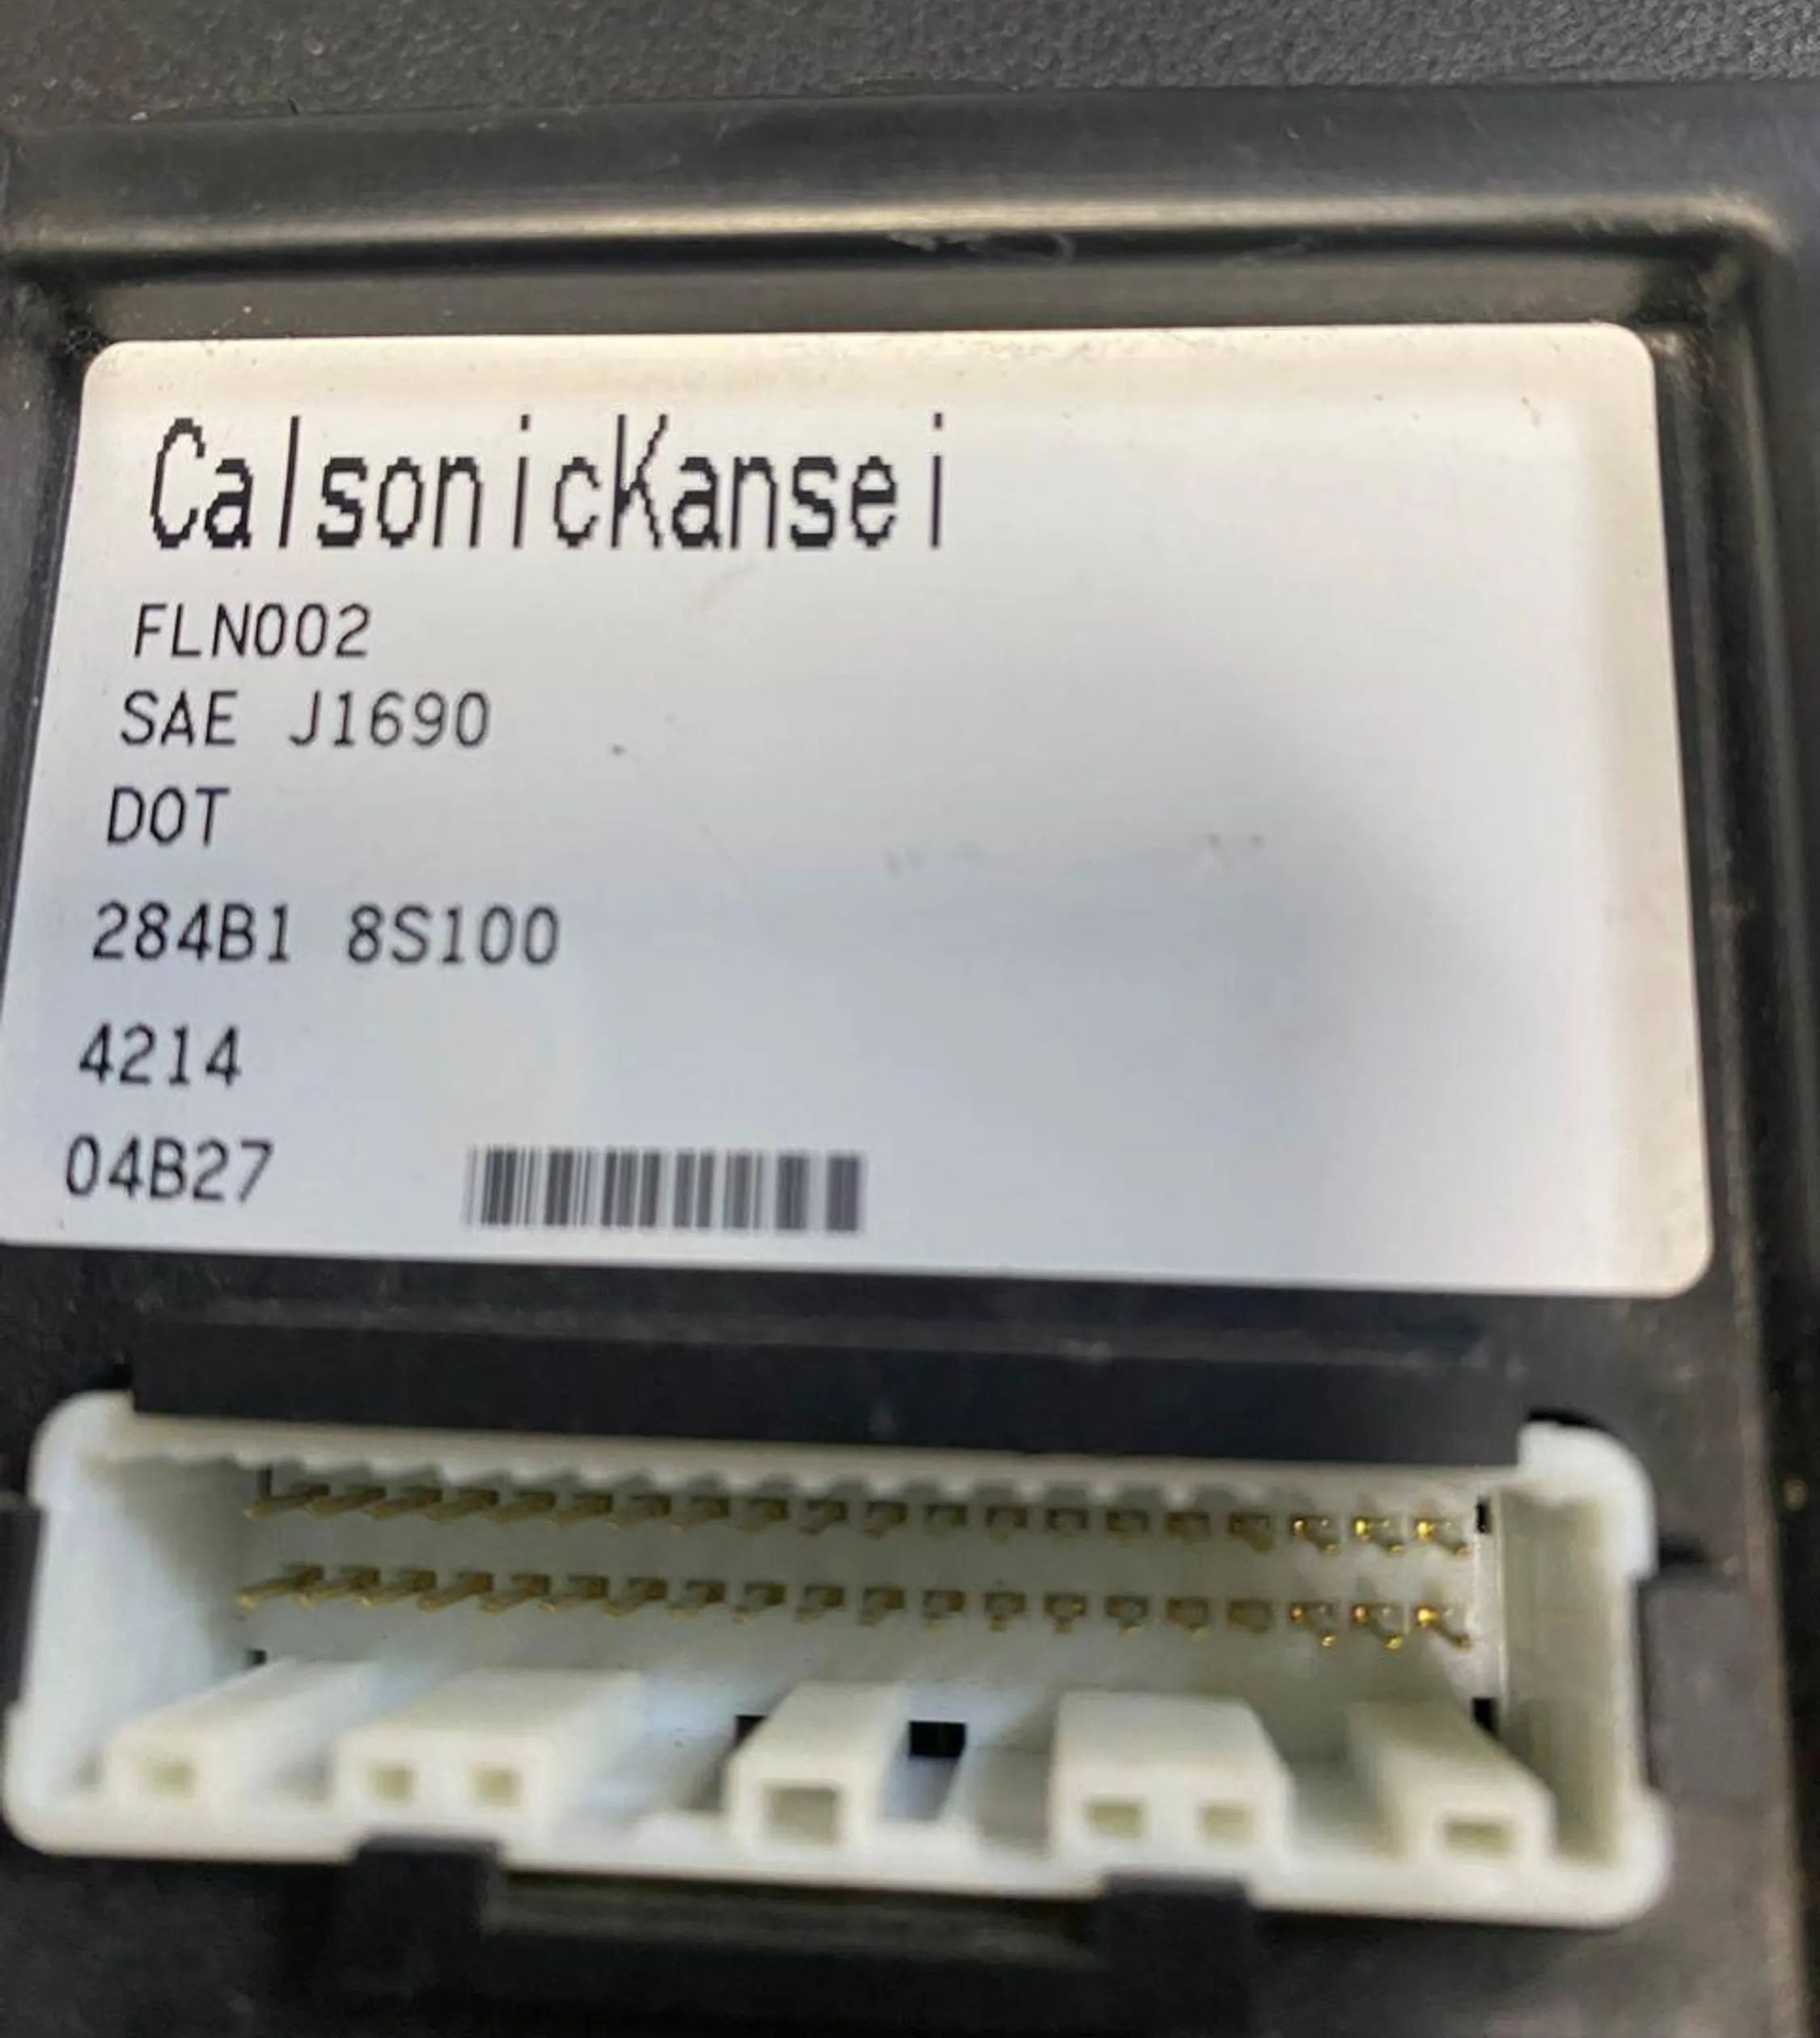 CalsonicKansei
FLN002
SAE J1690
DOT
284B1 8S100
4214
04B27